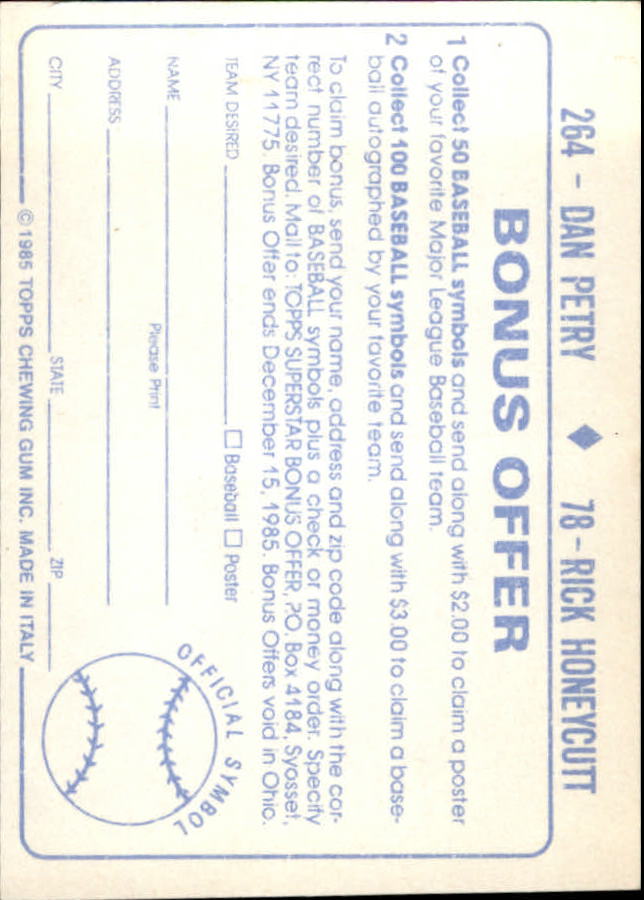 264 - DAN PETRY ◆ 78 - RICK HONEYCUTT
BONUS OFFER
1 Collect 50 BASEBALL symbols and send along with $2.00 to claim a poster
of your favorite Major League Baseball team.
2 Collect 100 BASEBALL symbols and send along with $3.00 to claim a base-
ball autographed by your favorite team.
To claim bonus, send your name, address and zip code along with the cor-
rect number of BASEBALL symbols plus a check or money order. Specify
team desired. Mail to: TOPPS SUPERSTAR BONUS OFFER, P.O. Box 4184, Syosset,
NY 11775. Bonus Offer ends December 15, 1985. Bonus Offers void in Ohio.
TEAM DESIRED ☐ Baseball ☐ Poster
NAME
Please Print
ADDRESS
CITY STATE ZIP
OFFICIAL SYMBOL
© 1985 TOPPS CHEWING GUM INC. MADE IN ITALY